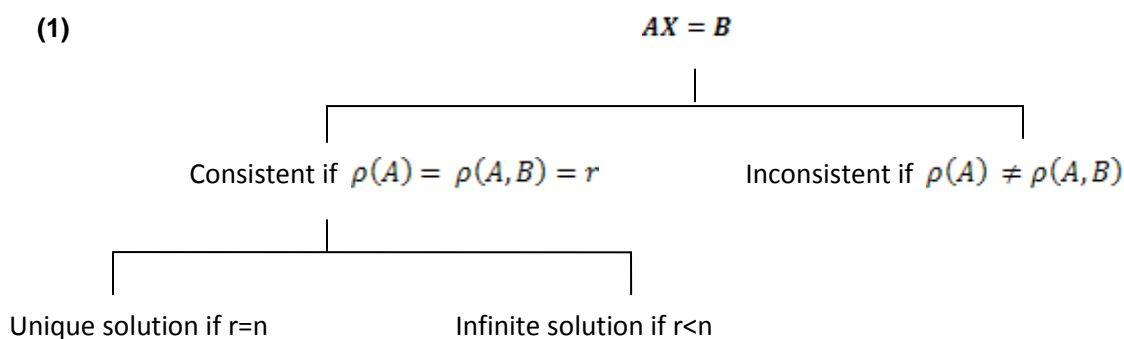 (1) AX = B
Consistent if ρ(A) = ρ(A, B) = r Inconsistent if ρ(A) ≠ ρ(A, B)
Unique solution if r=n Infinite solution if r<n